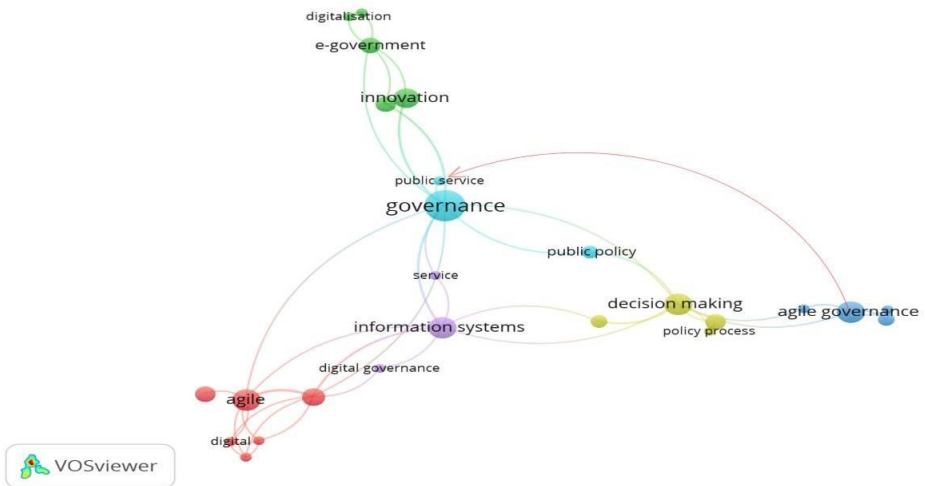 digitalisation
e-government
innovation
public service
governance
public policy
service
decision making
agile governance
information systems
policy process
digital governance
agile
digital
VOSviewer